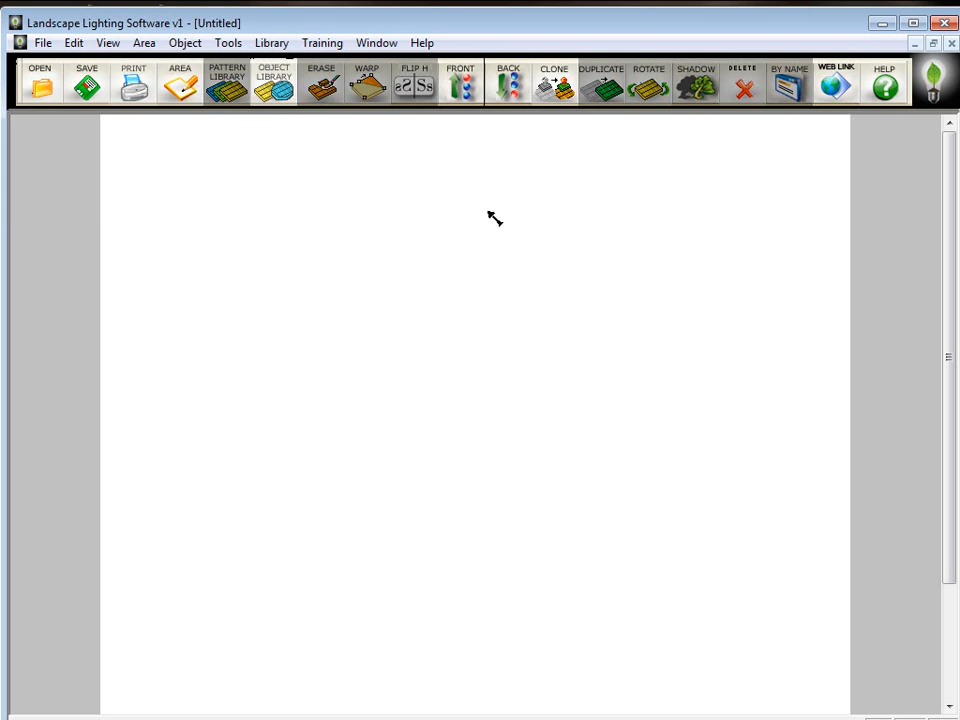 Landscape Lighting Software v1 - [Untitled]
File Edit View Area Object Tools Library Training Window Help
OPEN SAVE PRINT AREA PATTERN LIBRARY OBJECT LIBRARY ERASE WARP FLIP H FRONT BACK CLONE DUPLICATE ROTATE SHADOW DELETE BY NAME WEB LINK HELP